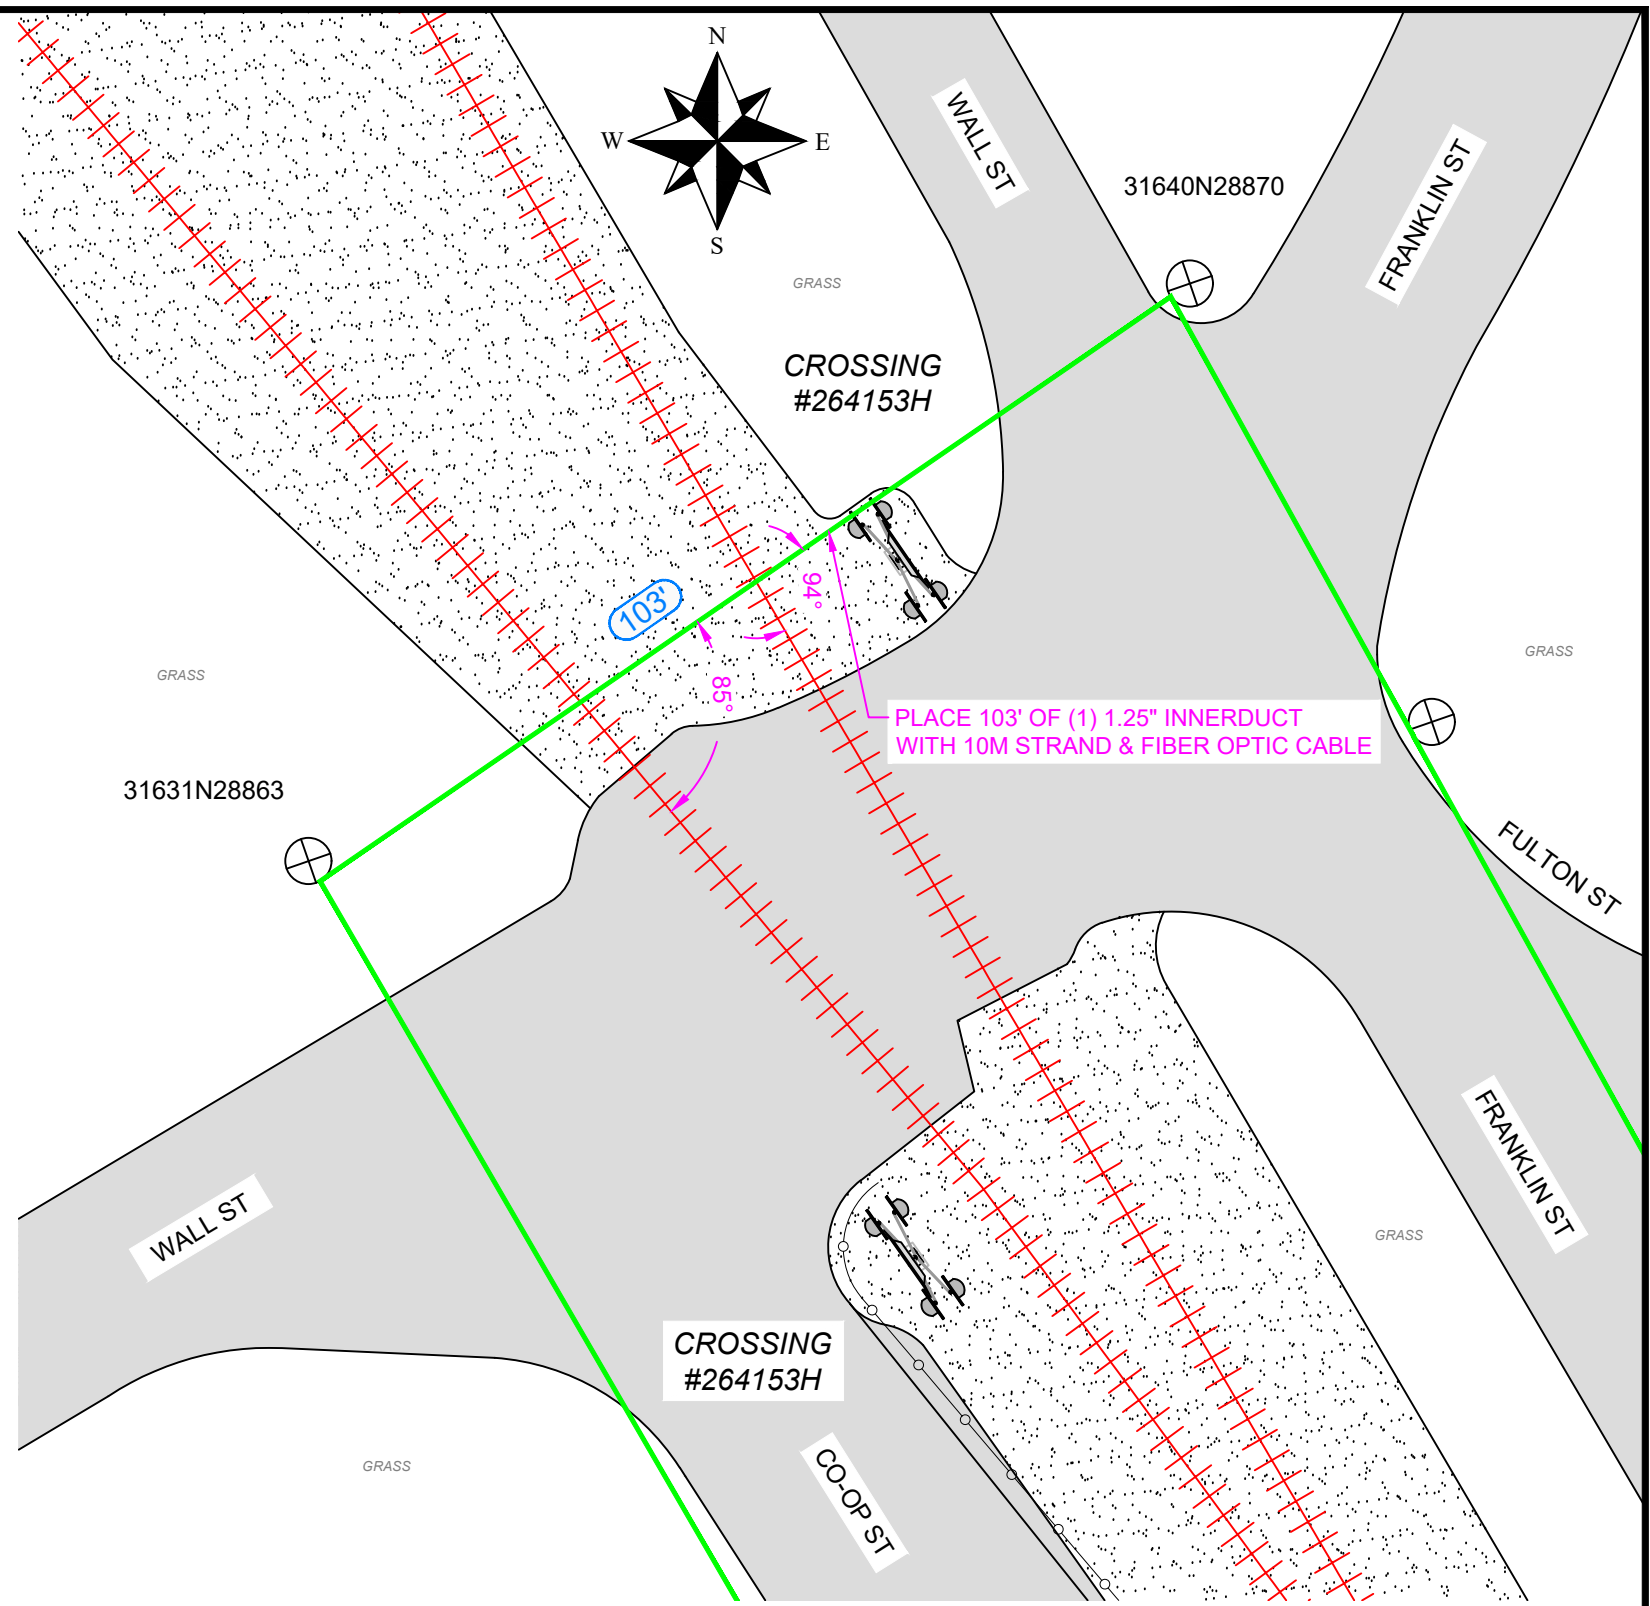 N
W
E
S
WALL ST
31640N28870
FRANKLIN ST
GRASS
CROSSING
#264153H
94°
103'
GRASS
GRASS
85°
PLACE 103' OF (1) 1.25" INNERDUCT
WITH 10M STRAND & FIBER OPTIC CABLE
31631N28863
FULTON ST
FRANKLIN ST
WALL ST
GRASS
CROSSING
#264153H
GRASS
CO-OP ST